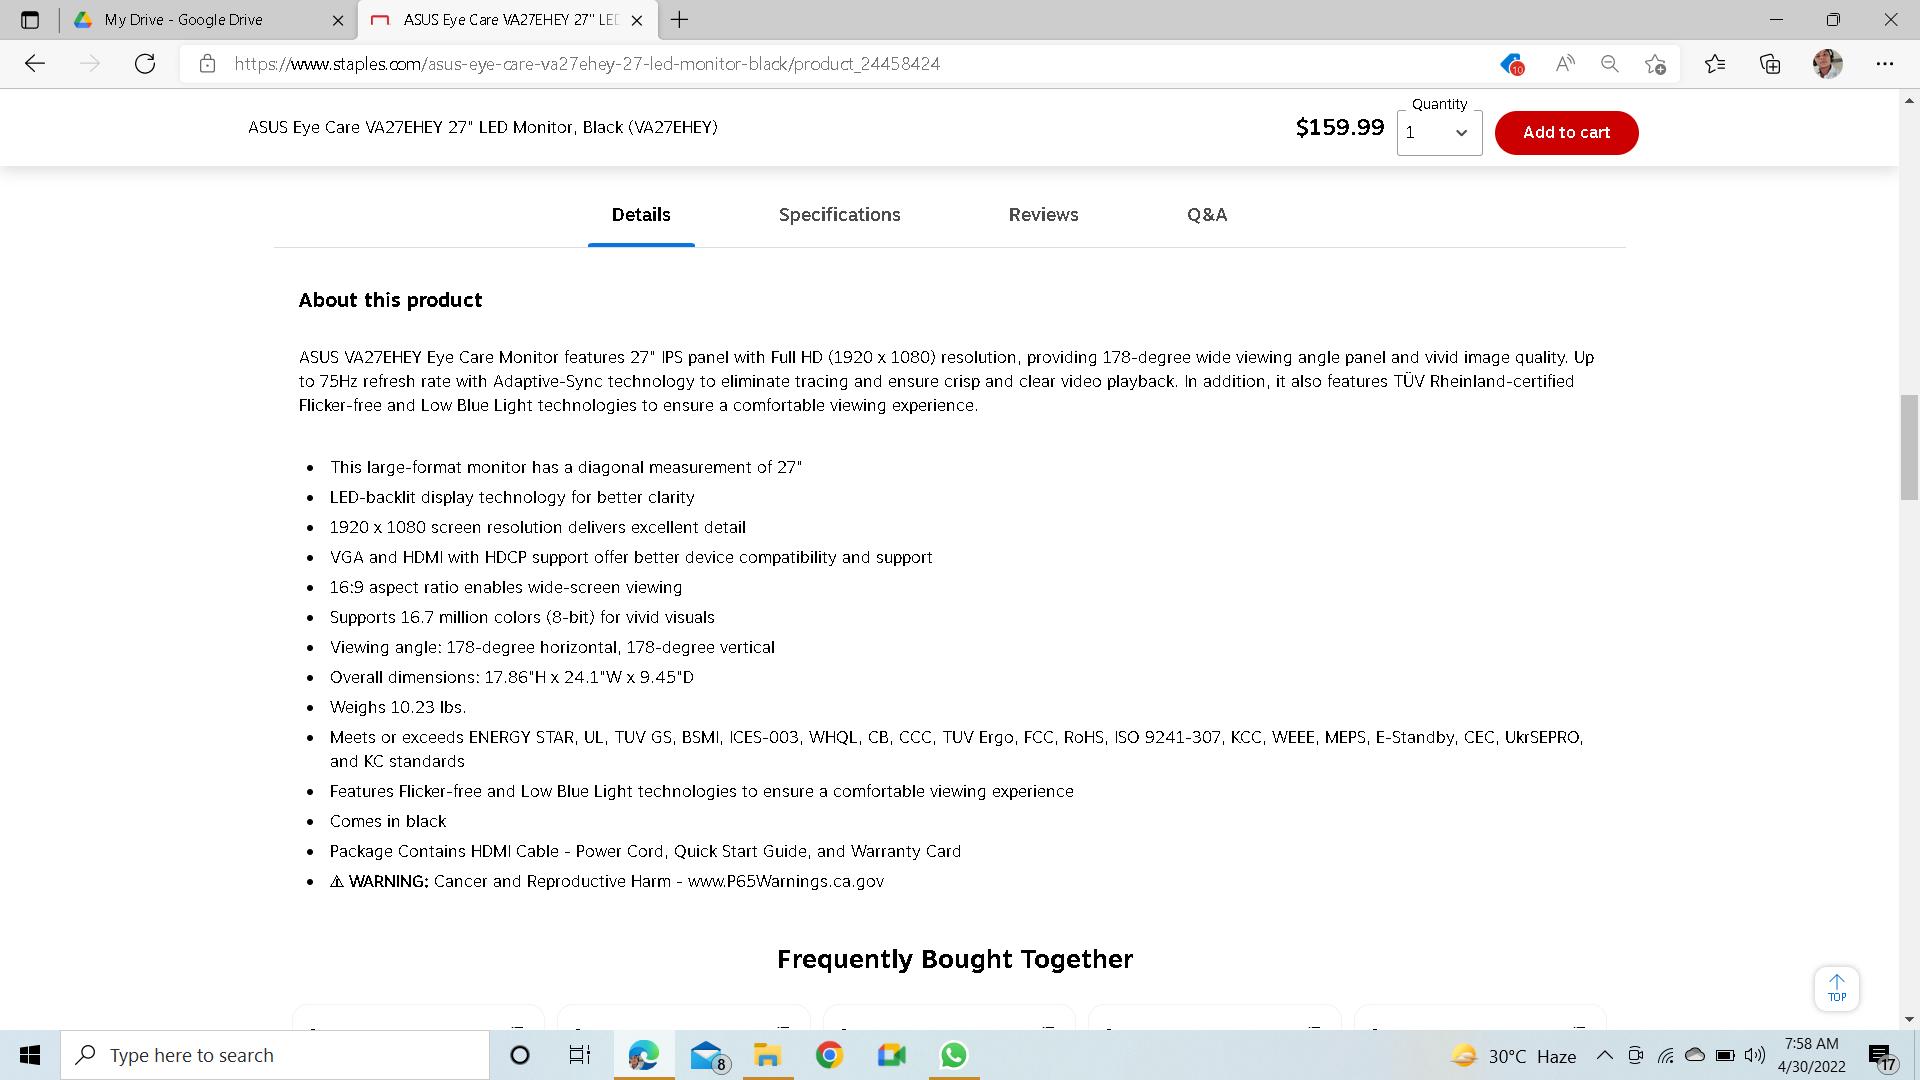 My Drive - Google Drive
ASUS Eye Care VA27EHEY 27" LED
https://www.staples.com/asus-eye-care-va27ehey-27-led-monitor-black/product_24458424
10
ASUS Eye Care VA27EHEY 27" LED Monitor, Black (VA27EHEY)
$159.99
Quantity
1
Add to cart
Details
Specifications
Reviews
Q&A
About this product
ASUS VA27EHEY Eye Care Monitor features 27" IPS panel with Full HD (1920 x 1080) resolution, providing 178-degree wide viewing angle panel and vivid image quality. Up
to 75Hz refresh rate with Adaptive-Sync technology to eliminate tracing and ensure crisp and clear video playback. In addition, it also features TÜV Rheinland-certified
Flicker-free and Low Blue Light technologies to ensure a comfortable viewing experience.
• This large-format monitor has a diagonal measurement of 27"
• LED-backlit display technology for better clarity
• 1920 x 1080 screen resolution delivers excellent detail
• VGA and HDMI with HDCP support offer better device compatibility and support
• 16:9 aspect ratio enables wide-screen viewing
• Supports 16.7 million colors (8-bit) for vivid visuals
• Viewing angle: 178-degree horizontal, 178-degree vertical
• Overall dimensions: 17.86"H x 24.1"W x 9.45"D
• Weighs 10.23 lbs.
• Meets or exceeds ENERGY STAR, UL, TUV GS, BSMI, ICES-003, WHQL, CB, CCC, TUV Ergo, FCC, RoHS, ISO 9241-307, KCC, WEEE, MEPS, E-Standby, CEC, UkrSEPRO,
and KC standards
• Features Flicker-free and Low Blue Light technologies to ensure a comfortable viewing experience
• Comes in black
• Package Contains HDMI Cable - Power Cord, Quick Start Guide, and Warranty Card
• ⚠ WARNING: Cancer and Reproductive Harm - www.P65Warnings.ca.gov
Frequently Bought Together
TOP
Type here to search
8
30°C Haze
7:58 AM
4/30/2022
17